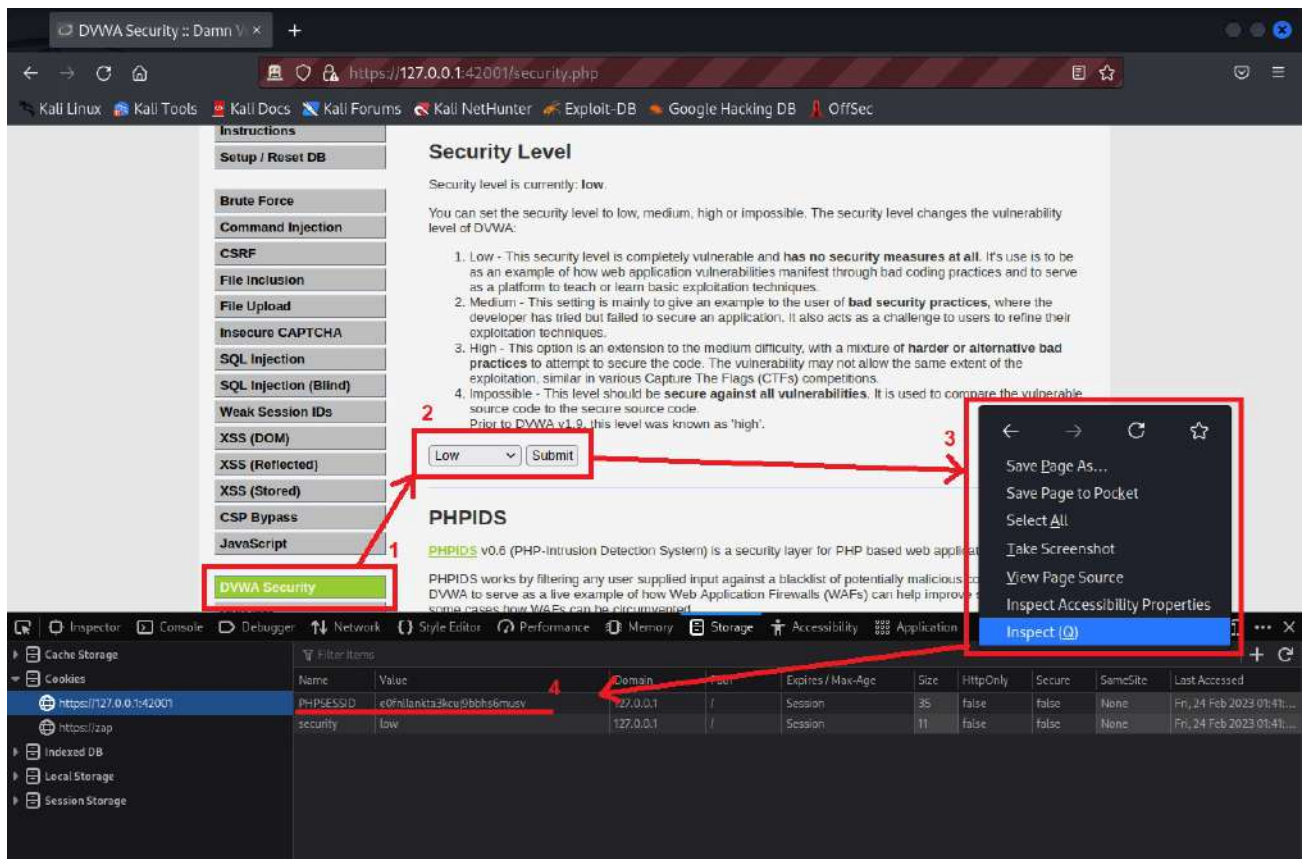 DVWA Security :: Damn V
https://127.0.0.1:42001/security.php
Kali Linux Kali Tools Kali Docs Kali Forums Kali NetHunter Exploit-DB Google Hacking DB OffSec
Instructions
Setup / Reset DB
Brute Force
Command Injection
CSRF
File Inclusion
File Upload
Insecure CAPTCHA
SQL Injection
SQL Injection (Blind)
Weak Session IDs
XSS (DOM)
XSS (Reflected)
XSS (Stored)
CSP Bypass
JavaScript
1
DVWA Security
Security Level
Security level is currently: low.
You can set the security level to low, medium, high or impossible. The security level changes the vulnerability
level of DVWA:
1. Low - This security level is completely vulnerable and has no security measures at all. It's use is to be
as an example of how web application vulnerabilities manifest through bad coding practices and to serve
as a platform to teach or learn basic exploitation techniques.
2. Medium - This setting is mainly to give an example to the user of bad security practices, where the
developer has tried but failed to secure an application. It also acts as a challenge to users to refine their
exploitation techniques.
3. High - This option is an extension to the medium difficulty, with a mixture of harder or alternative bad
practices to attempt to secure the code. The vulnerability may not allow the same extent of the
exploitation, similar in various Capture The Flags (CTFs) competitions.
4. Impossible - This level should be secure against all vulnerabilities. It is used to compare the vulnerable
source code to the secure source code.
Prior to DVWA v1.9, this level was known as 'high'.
2
Low Submit
PHPIDS
PHPIDS v0.6 (PHP-Intrusion Detection System) is a security layer for PHP based web applicat
PHPIDS works by filtering any user supplied input against a blacklist of potentially malicious
DVWA to serve as a live example of how Web Application Firewalls (WAFs) can help improve
some cases how WAFs can be circumvented
3
Save Page As...
Save Page to Pocket
Select All
Take Screenshot
View Page Source
Inspect Accessibility Properties
Inspect (Q)
Inspector Console Debugger Network Style Editor Performance Memory Storage Accessibility Application
Cache Storage
Cookies
https://127.0.0.1:42001
https://zap
Indexed DB
Local Storage
Session Storage
Filter Items
Name Value Domain Expires / Max-Age Size HttpOnly Secure SameSite Last Accessed
4
PHPSESSID 127.0.0.1 / Session 35 false false None Fri, 24 Feb 2023 01:41:...
security low 127.0.0.1 / Session 11 false false None Fri, 24 Feb 2023 01:41:...